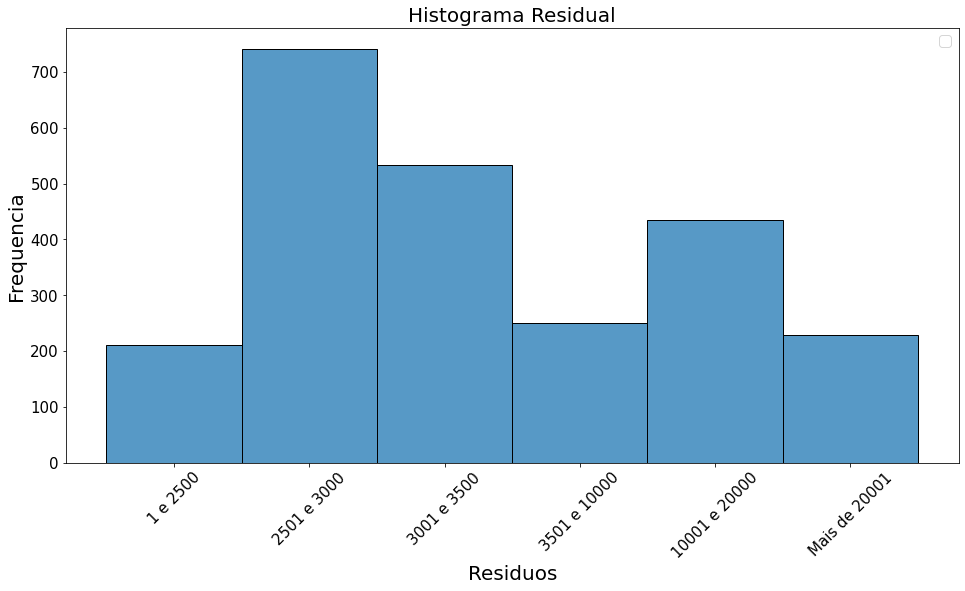 Histograma Residual
Frequencia
700
600
500
400
300
200
100
0
1 e 2500
2501 e 3000
3001 e 3500
3501 e 10000
10001 e 20000
Mais de 20001
Residuos